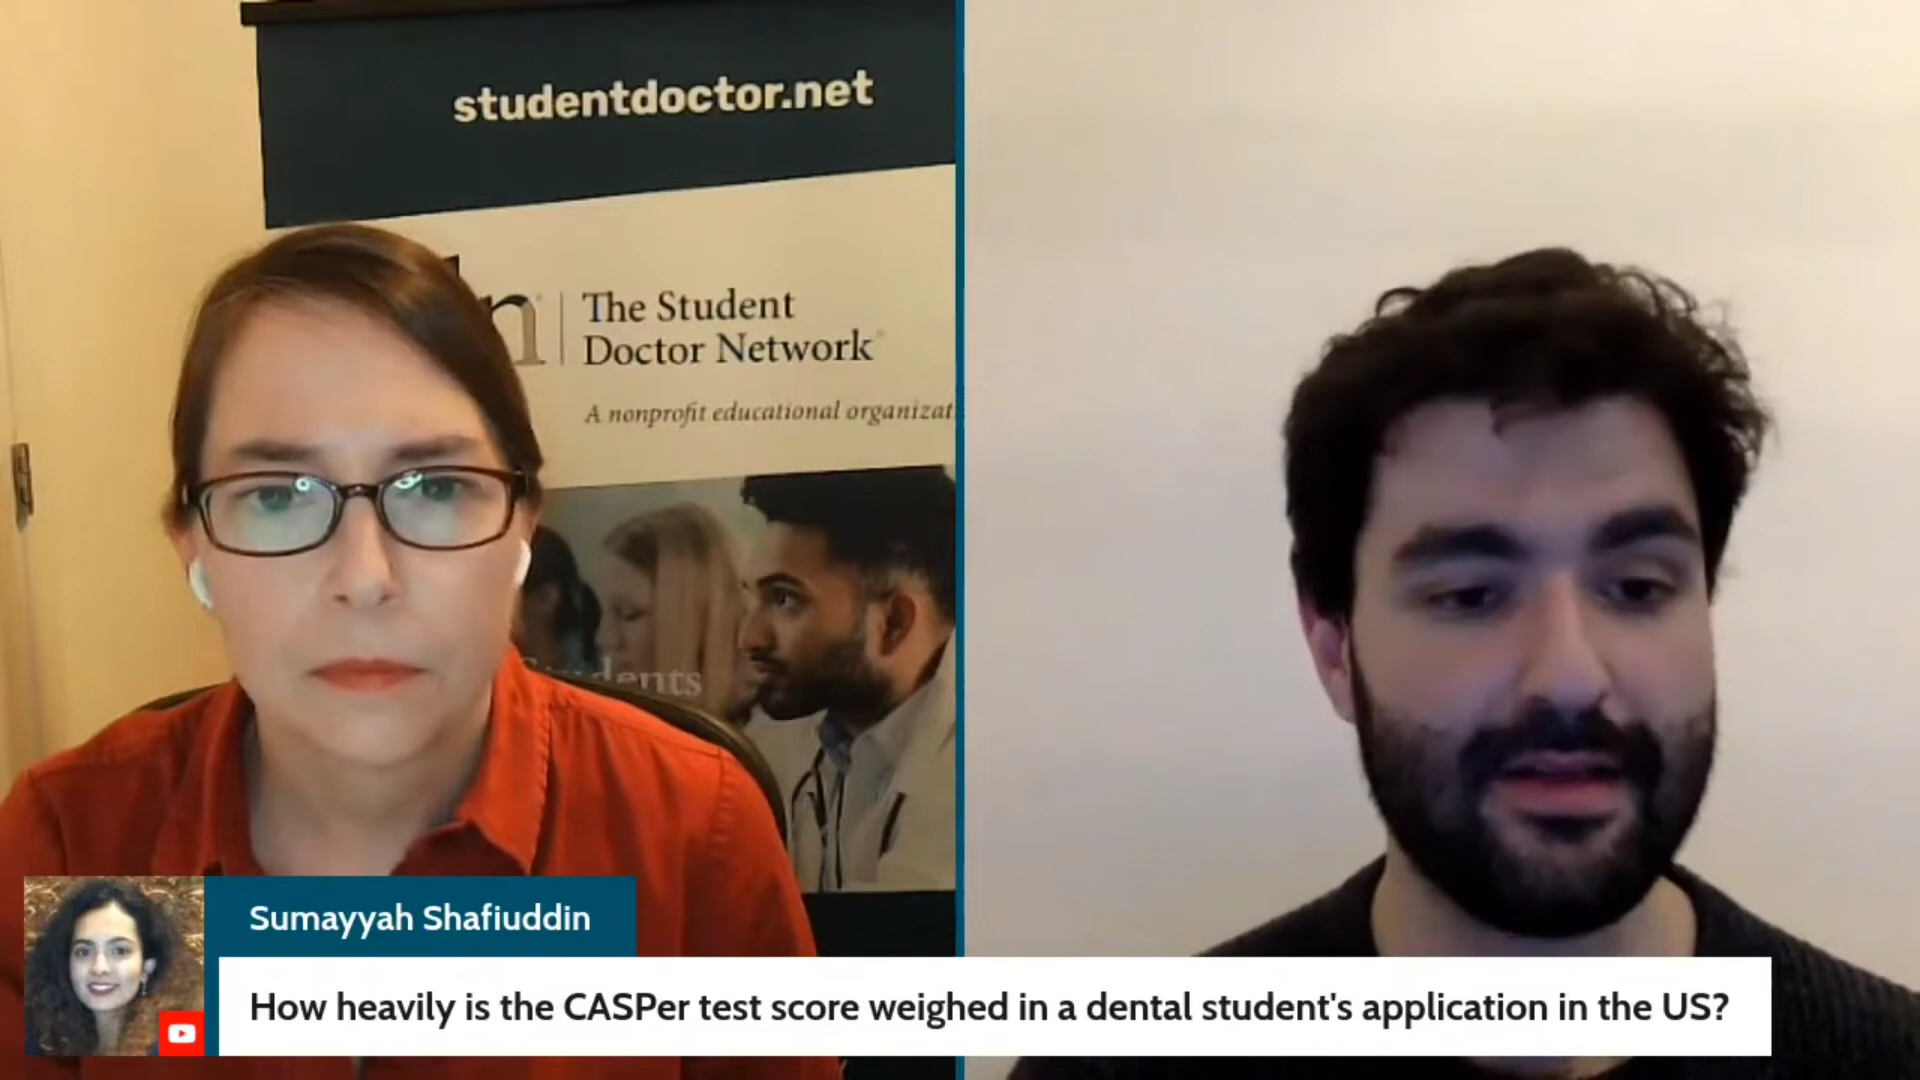 studentdoctor.net
The Student
Doctor Network
A nonprofit educational
Students
Sumayyah Shafiuddin
How heavily is the CASPer test score weighed in a dental student's application in the US?